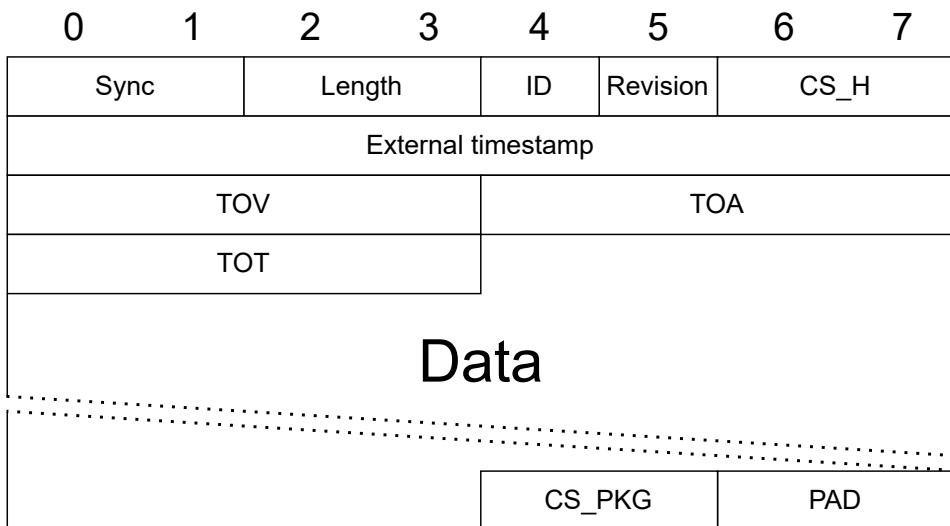 0 1 2 3 4 5 6 7
Sync Length ID Revision CS_H
External timestamp
TOV TOA
TOT
Data
CS_PKG PAD